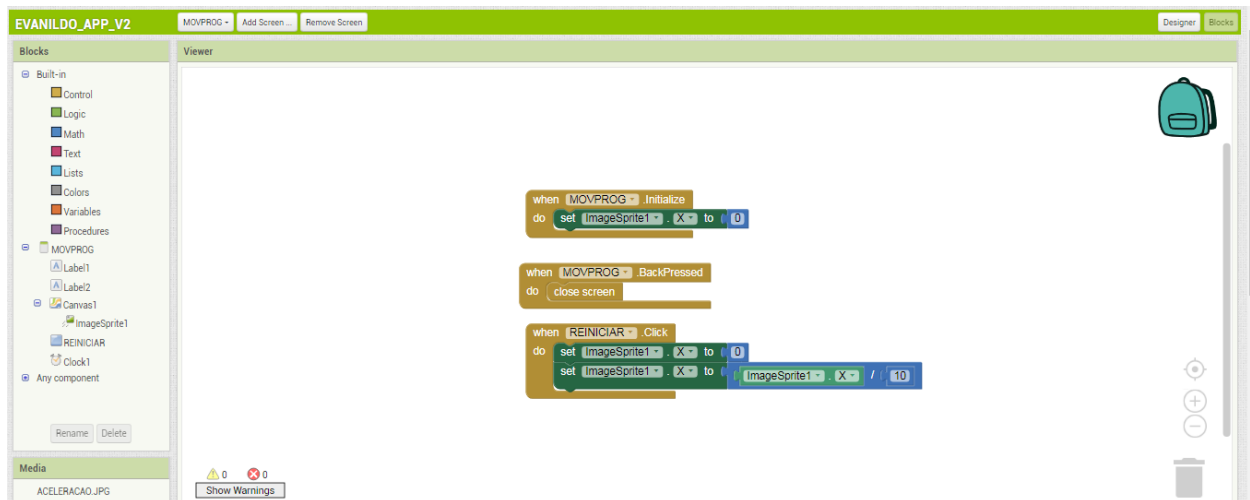 EVANILDO_APP_V2
MOVPROG Add Screen ... Remove Screen
Designer Blocks
Blocks
Viewer
Built-in
Control
Logic
Math
Text
Lists
Colors
Variables
Procedures
MOVPROG
Label1
Label2
Canvas1
ImageSprite1
REINICIAR
Clock1
Any component
Rename Delete
Media
ACELERACAO.JPG
when MOVPROG .Initialize
do set ImageSprite1 . X to 0
when MOVPROG .BackPressed
do close screen
when REINICIAR .Click
do set ImageSprite1 . X to 0
set ImageSprite1 . X to ImageSprite1 . X / 10
0 0
Show Warnings